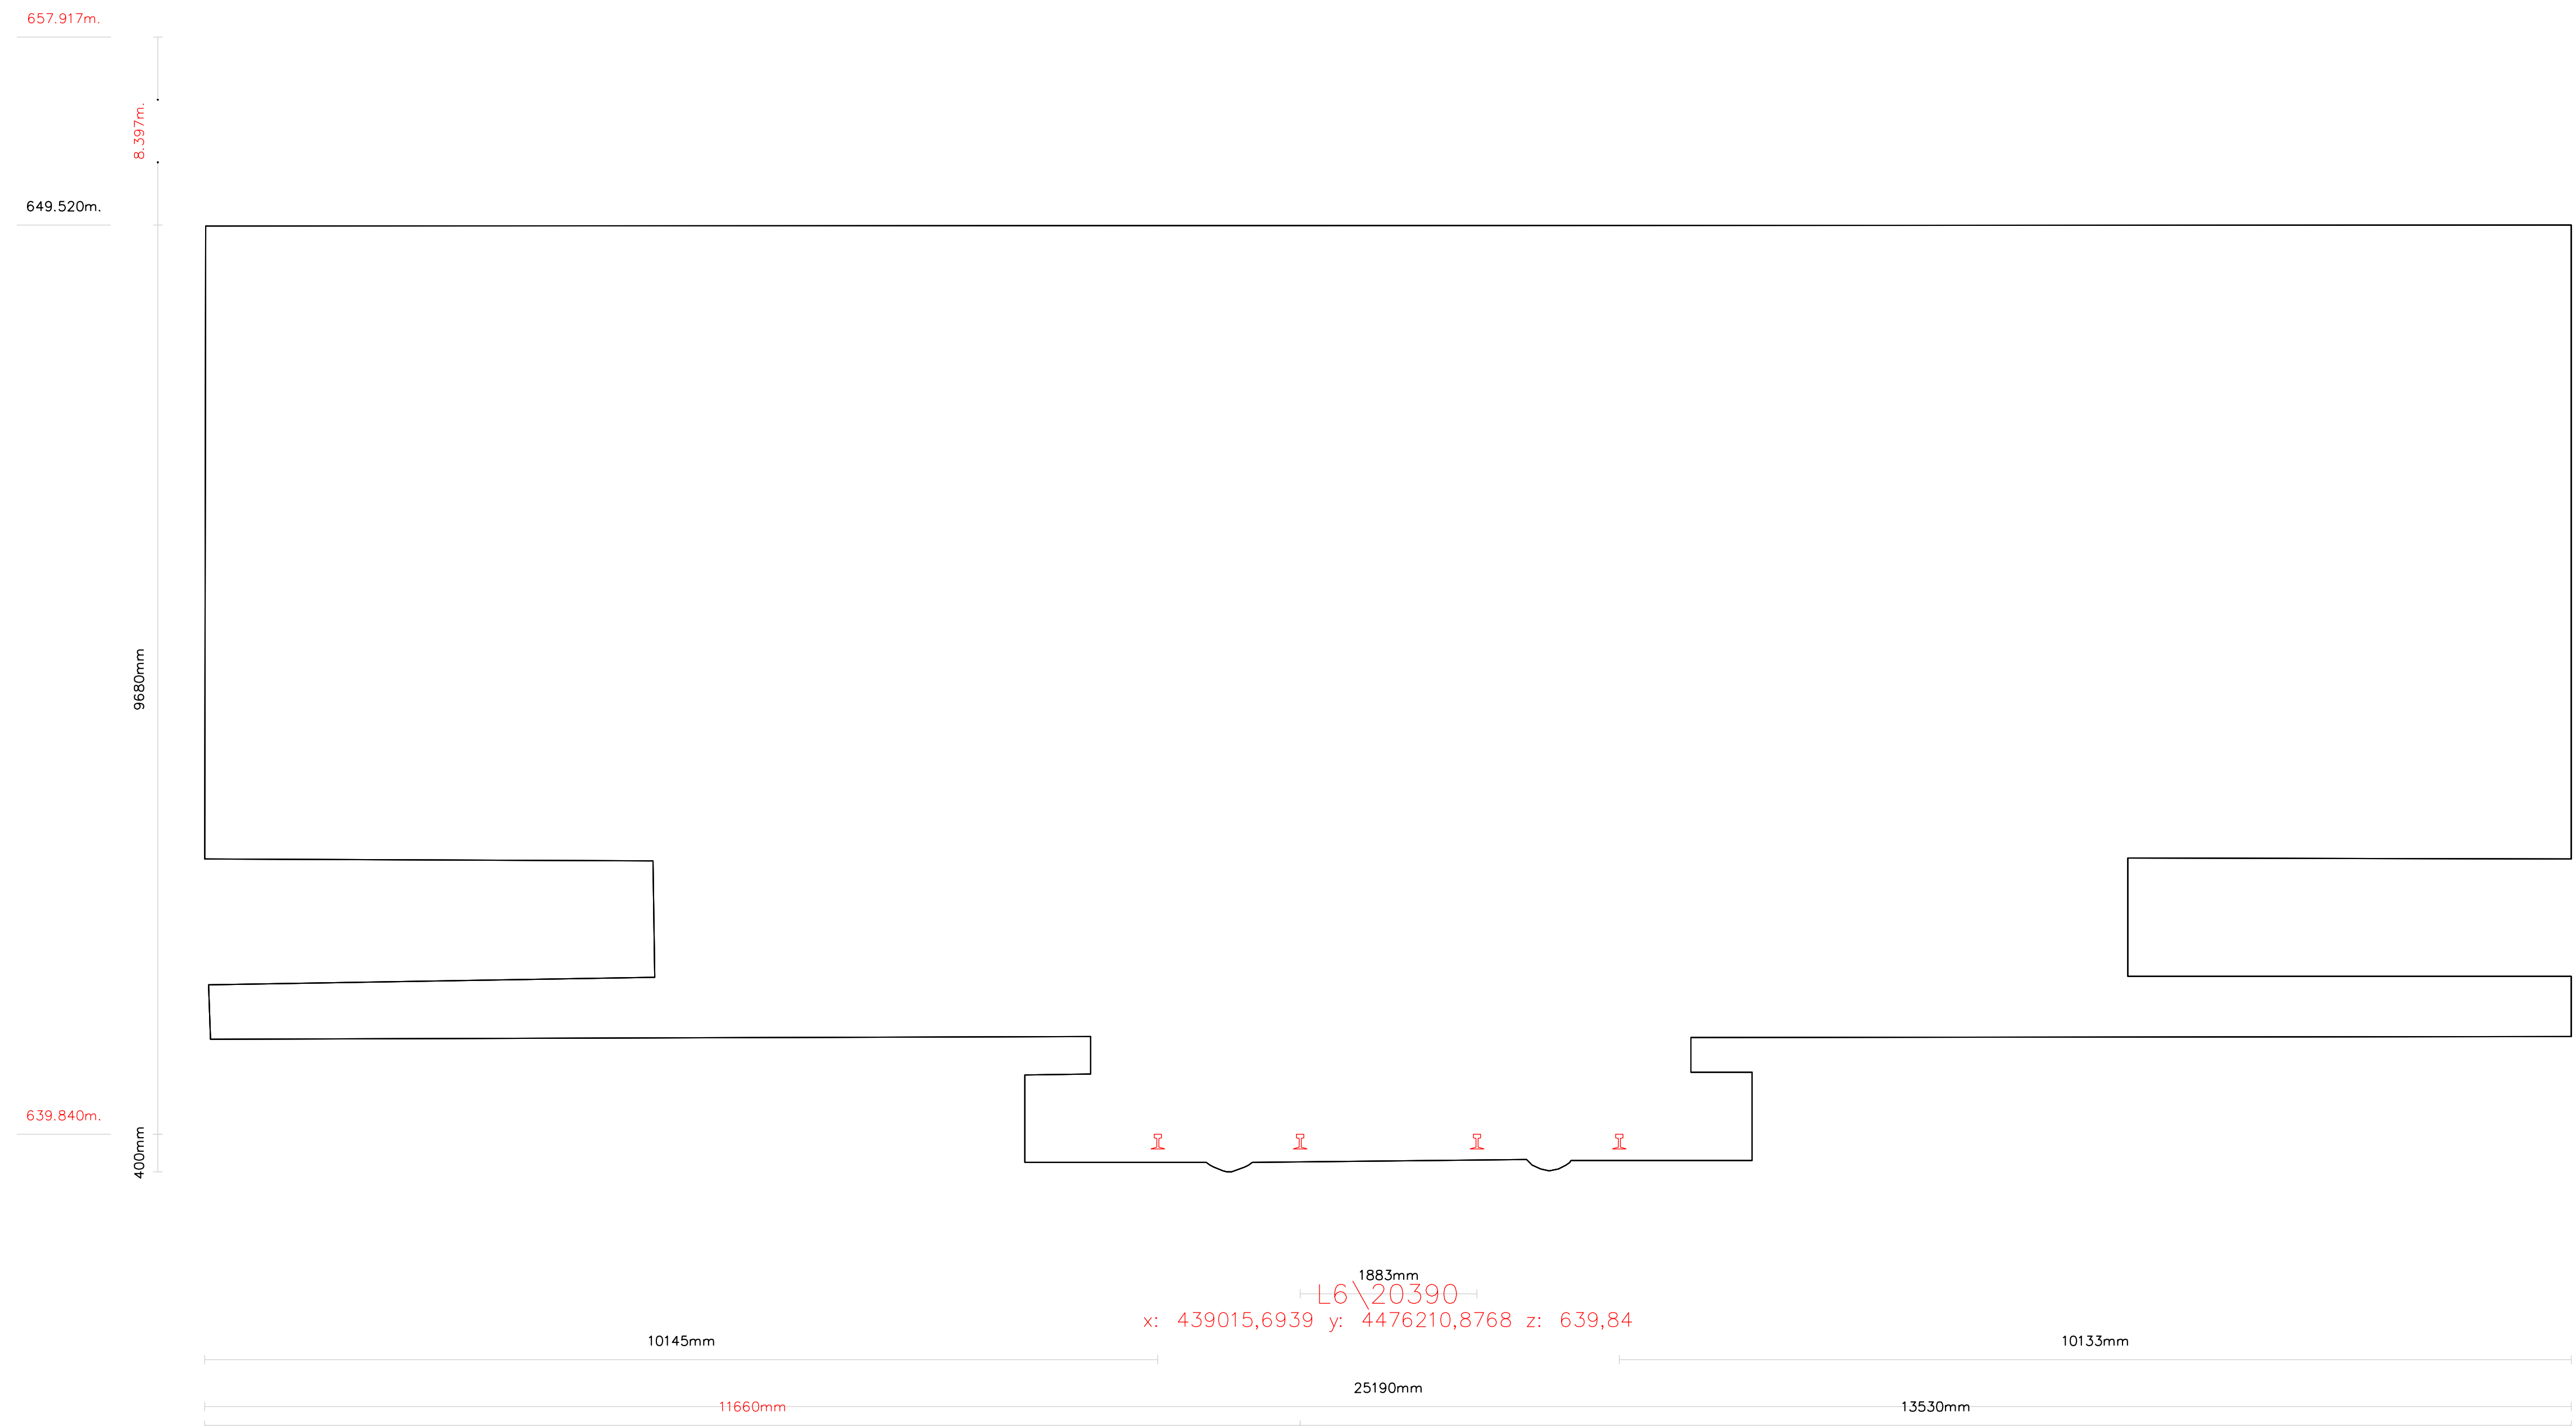 657.917m.
8.397m.
649.520m.
9680mm
639.840m.
400mm
1883mm
L6\20390
x: 439015,6939 y: 4476210,8768 z: 639,84
10145mm
10133mm
25190mm
11660mm
13530mm